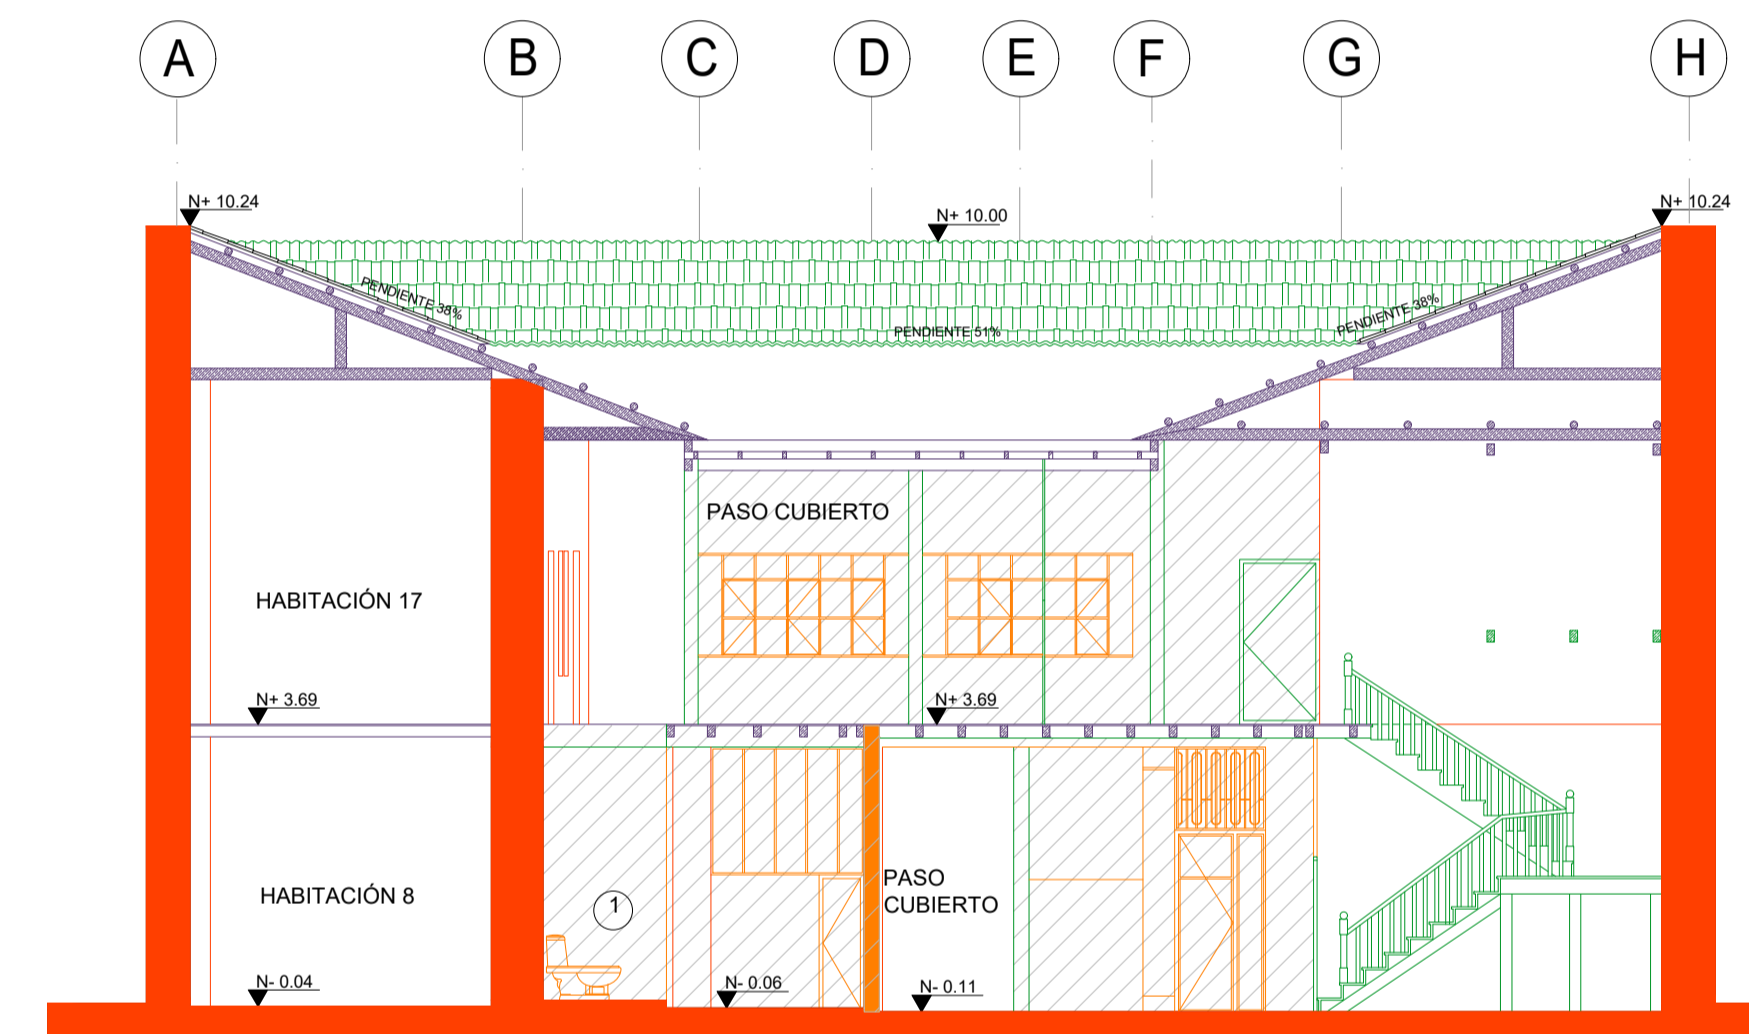 A B C D E F G H
N+ 10.24
N+ 10.00
N+ 10.24
PENDIENTE 38%
PENDIENTE 51%
PENDIENTE 38%
PASO CUBIERTO
HABITACIÓN 17
N+ 3.69
N+ 3.69
HABITACIÓN 8
1
PASO
CUBIERTO
N- 0.04
N- 0.06
N- 0.11